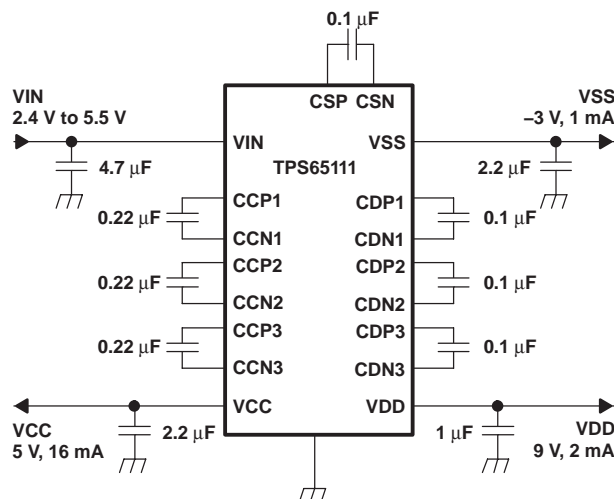 0.1 μF
CSP CSN
VIN
2.4 V to 5.5 V
VSS
–3 V, 1 mA
VIN
VSS
4.7 μF
TPS65111
2.2 μF
CCP1
CDP1
0.22 μF
0.1 μF
CCN1
CDN1
CCP2
CDP2
0.22 μF
0.1 μF
CCN2
CDN2
CCP3
CDP3
0.22 μF
0.1 μF
CCN3
CDN3
VCC
VDD
VCC
5 V, 16 mA
2.2 μF
1 μF
VDD
9 V, 2 mA